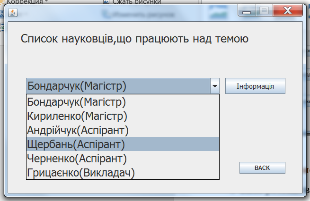 Список науковців,що працюють над темою
Бондарчук(Магістр)
Інформація
Бондарчук(Магістр)
Кириленко(Магістр)
Андрійчук(Аспірант)
Щербань(Аспірант)
Черненко(Аспірант)
Грицаєнко(Викладач)
BACK